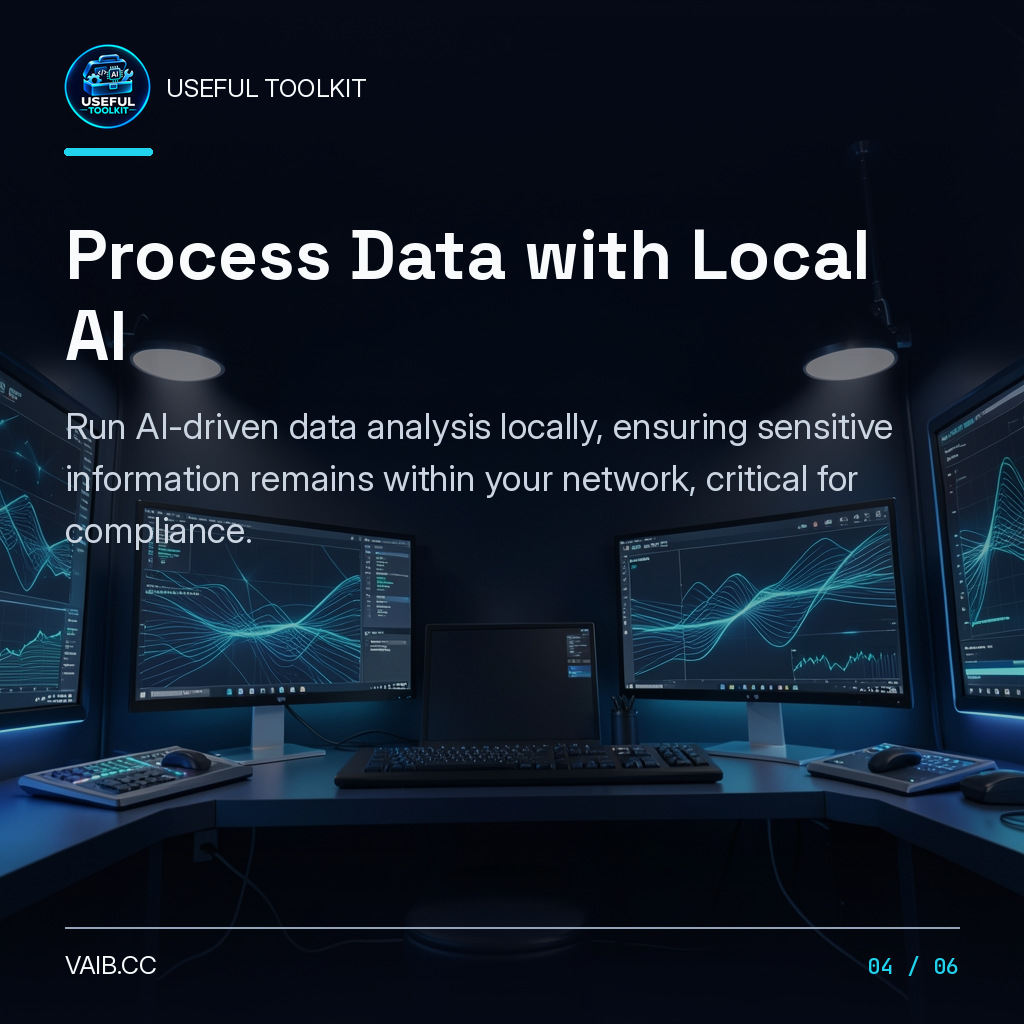 AI
USEFUL
TOOLKIT
USEFUL TOOLKIT
Process Data with Local
AI
Run AI-driven data analysis locally, ensuring sensitive
information remains within your network, critical for
compliance.
VAIB.CC
04 / 06